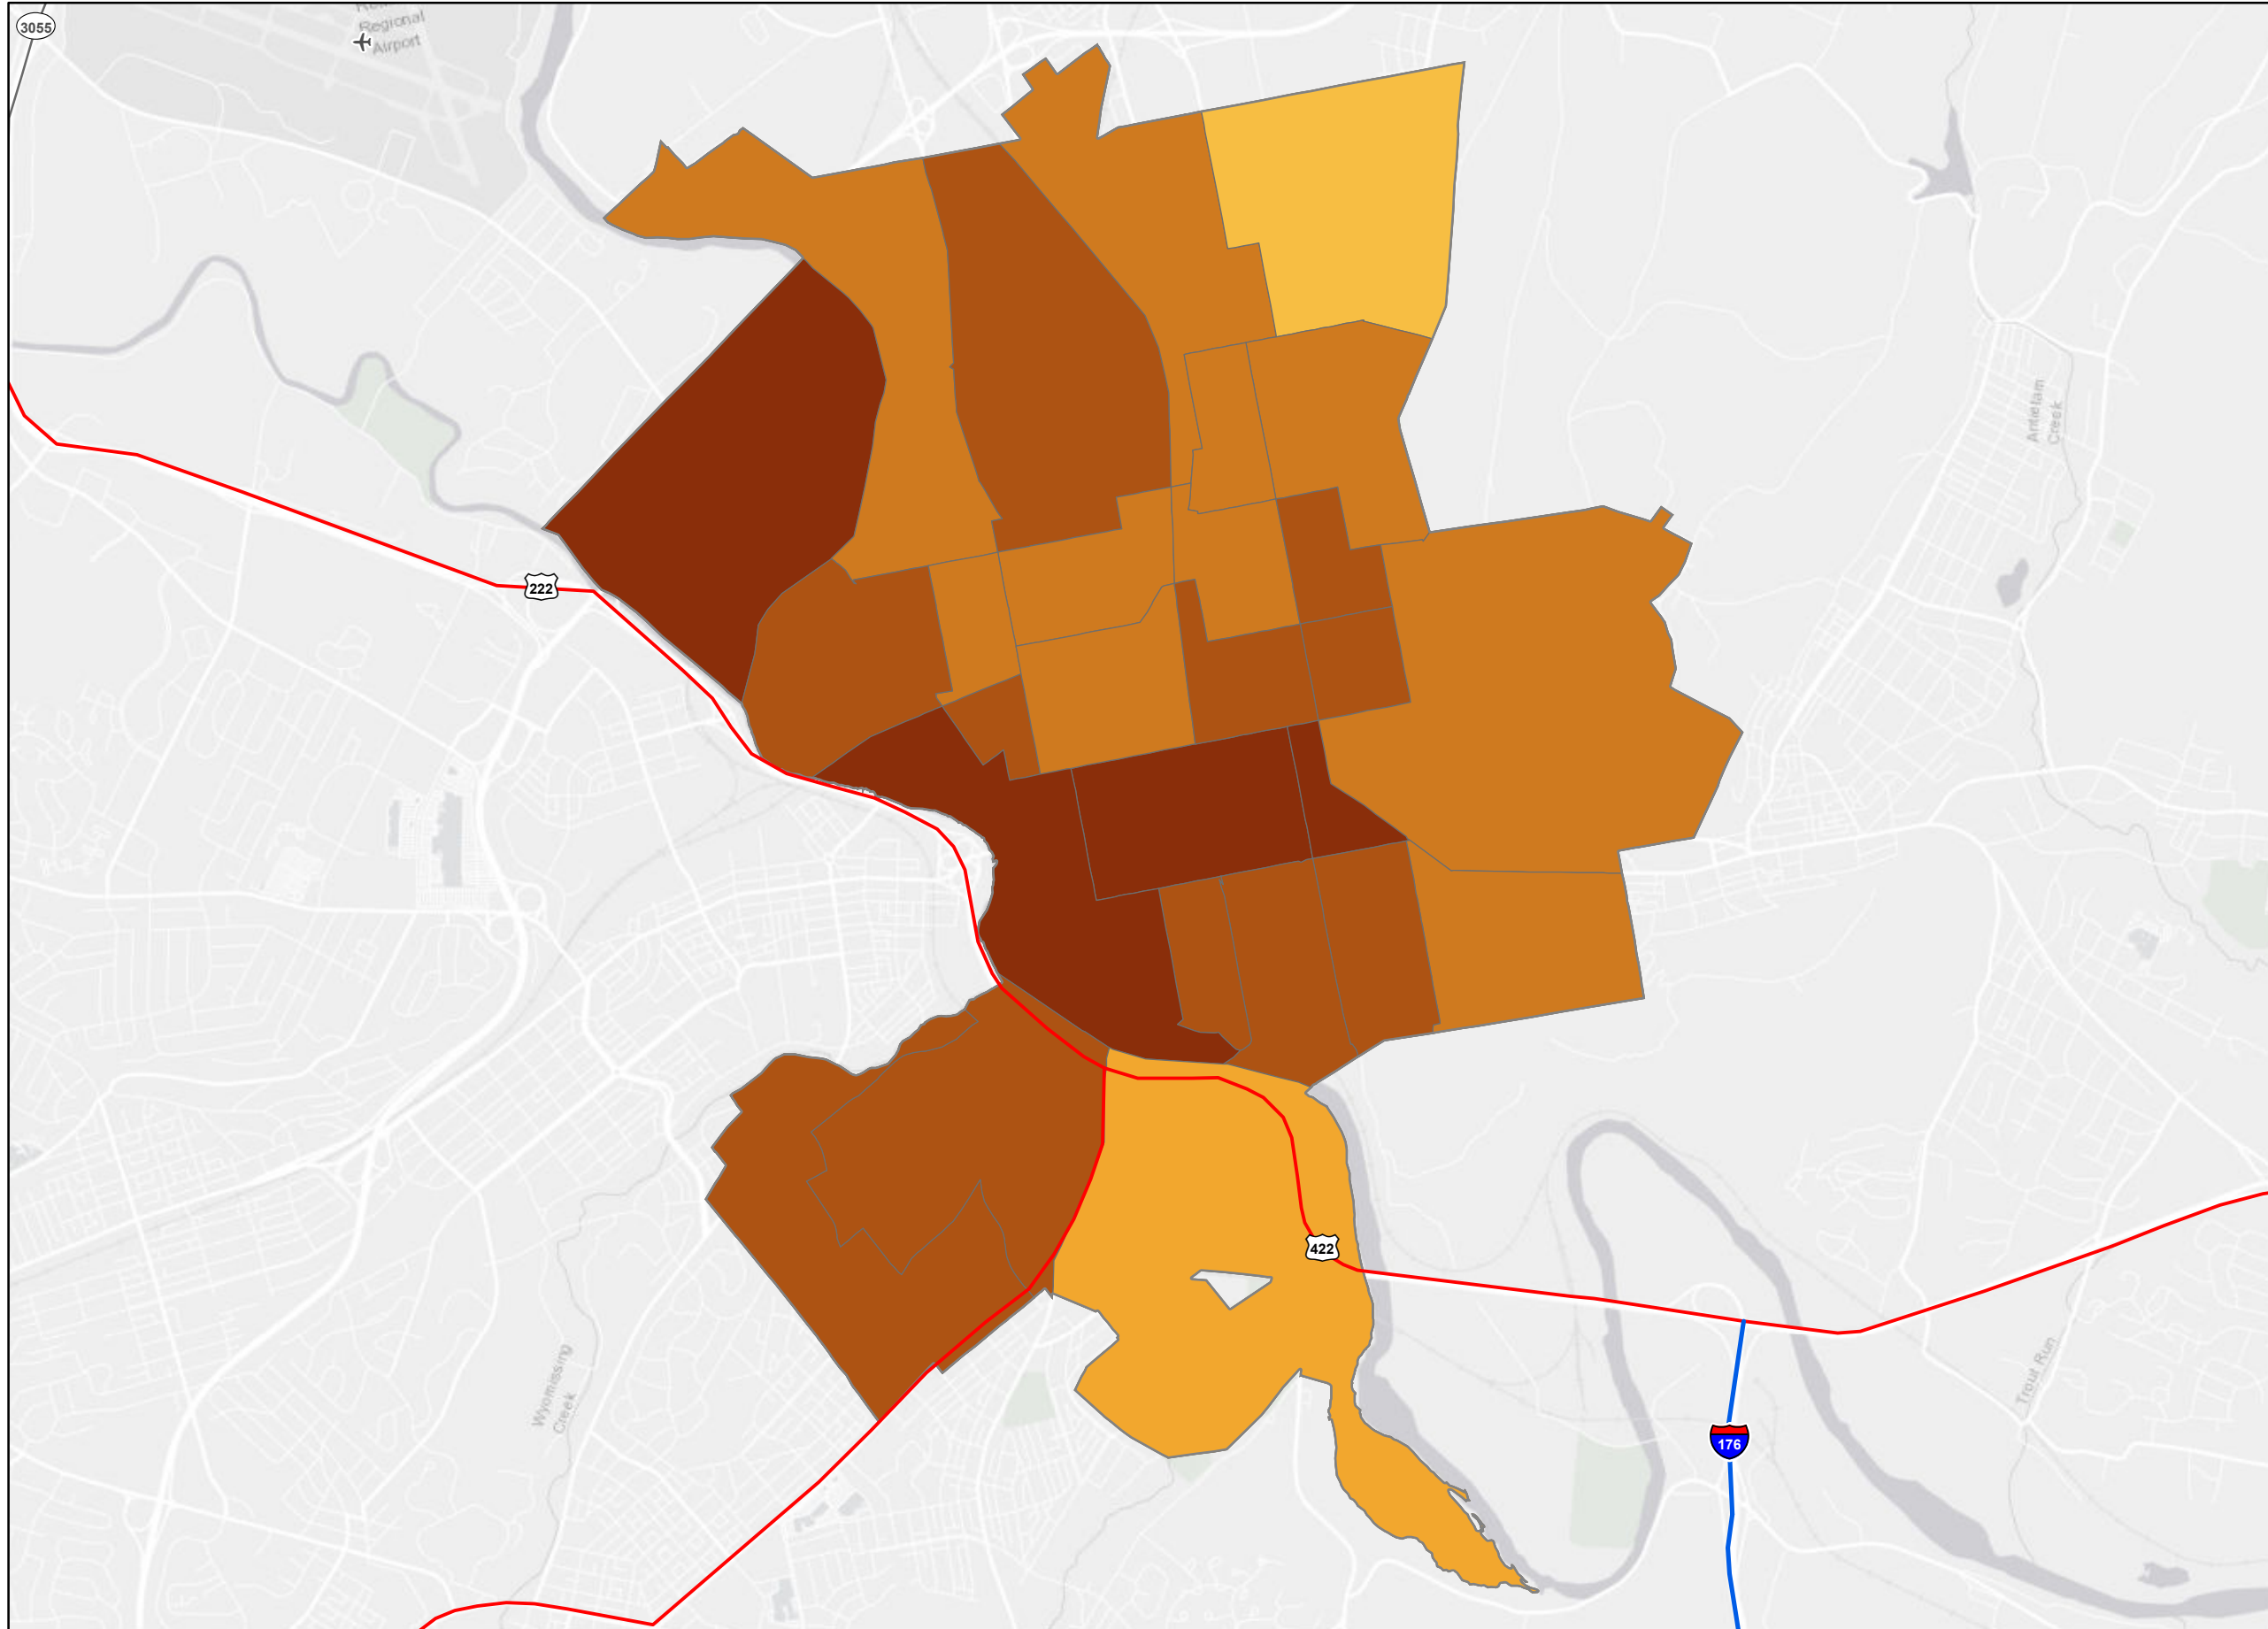 3055
Regional
Airport
Antietam
Creek
222
422
Wyomissing
Creek
Trout Run
176